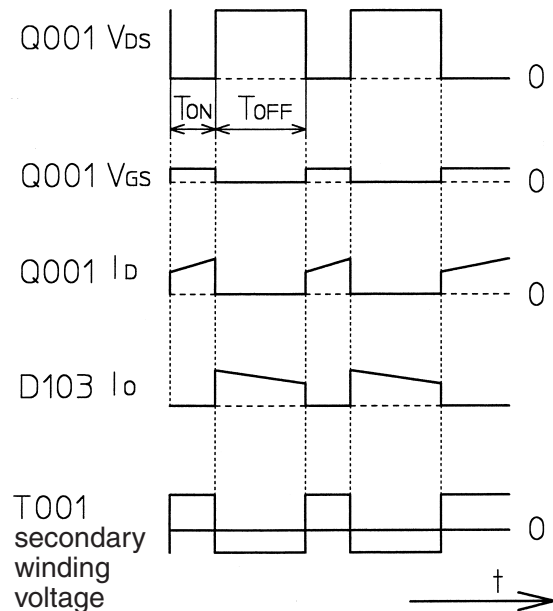 Q001 VDS
0
TON
TOFF
Q001 VGS
0
Q001 ID
0
D103 Io
T001
secondary
winding
voltage
0
t